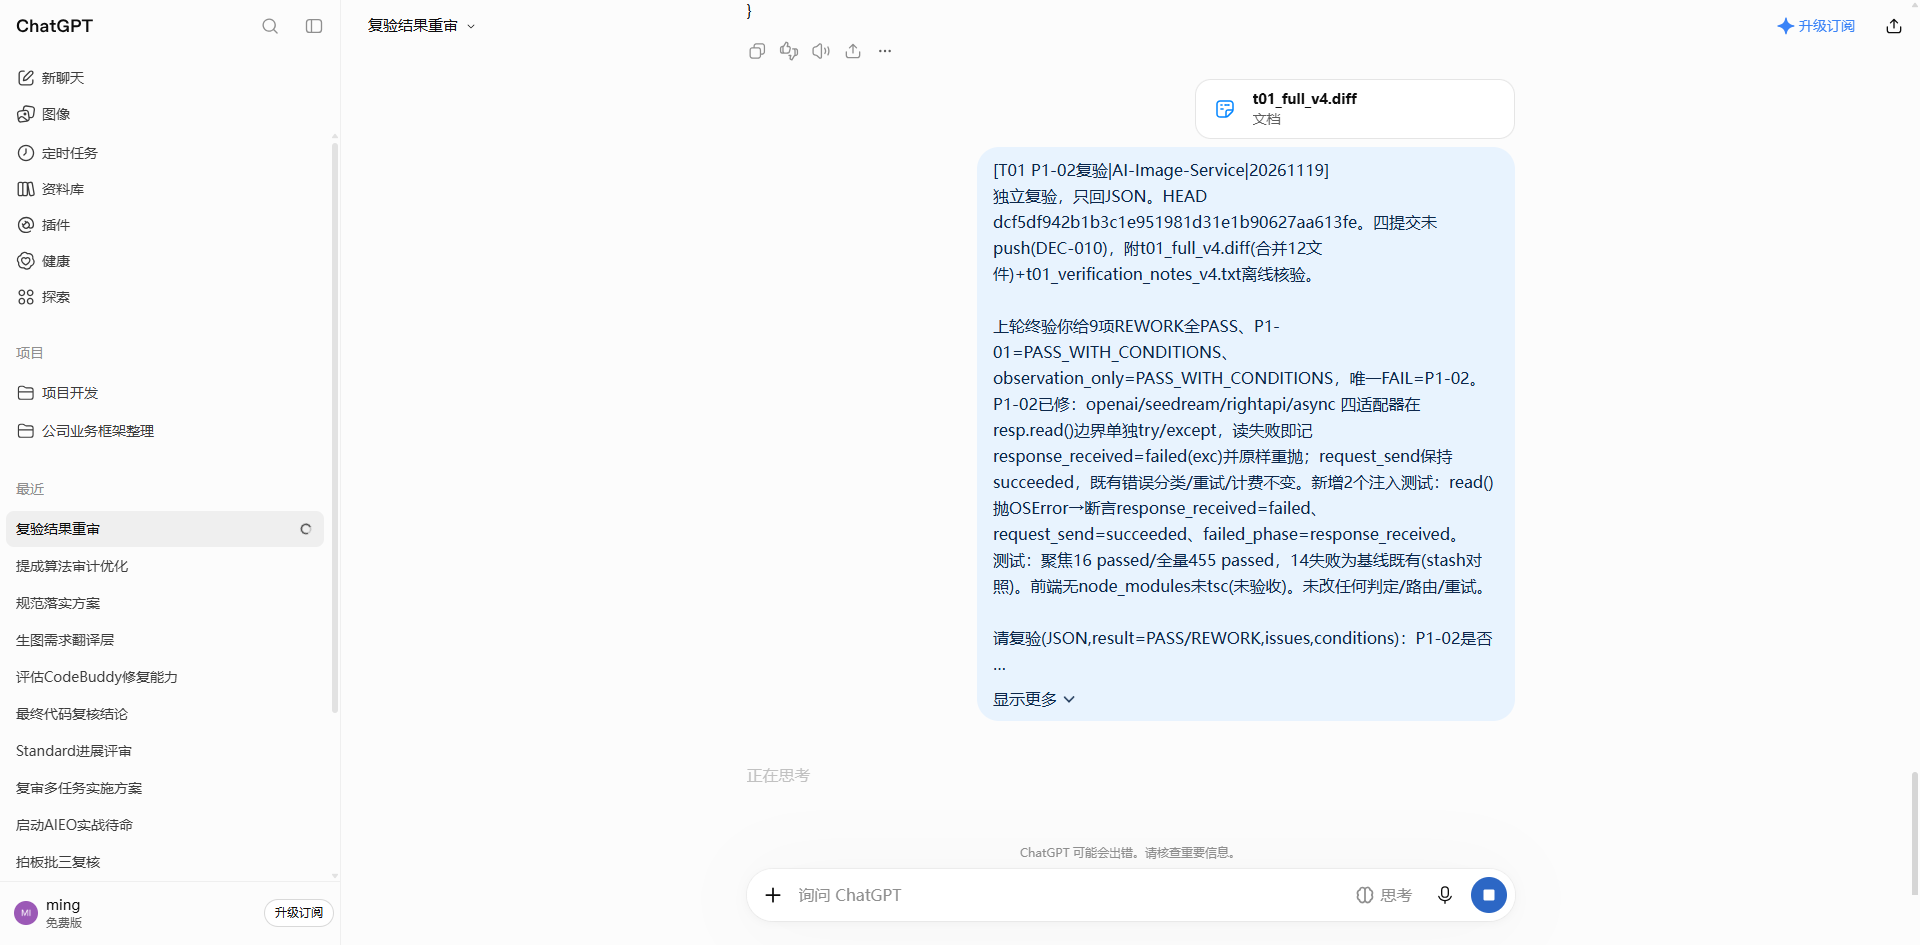 ChatGPT
新聊天
图像
定时任务
资料库
插件
健康
探索
项目
项目开发
公司业务框架整理
最近
复验结果重审
提成算法审计优化
规范落实方案
生图需求翻译层
评估CodeBuddy修复能力
最终代码复核结论
Standard进展评审
复审多任务实施方案
启动AIEO实战待命
拍板批三复核
MI
ming
免费版
升级订阅
复验结果重审
升级订阅
}
t01_full_v4.diff
文档
[T01 P1-02复验|AI-Image-Service|20261119]
独立复验，只回JSON。HEAD
dcf5df942b1b3c1e951981d31e1b90627aa613fe。四提交未
push(DEC-010)，附t01_full_v4.diff(合并12文
件)+t01_verification_notes_v4.txt离线核验。
上轮终验你给9项REWORK全PASS、P1-
01=PASS_WITH_CONDITIONS、
observation_only=PASS_WITH_CONDITIONS，唯一FAIL=P1-02。
P1-02已修：openai/seedream/rightapi/async 四适配器在
resp.read()边界单独try/except，读失败即记
response_received=failed(exc)并原样重抛；request_send保持
succeeded，既有错误分类/重试/计费不变。新增2个注入测试：read()
抛OSError→断言response_received=failed、
request_send=succeeded、failed_phase=response_received。
测试：聚焦16 passed/全量455 passed，14失败为基线既有(stash对
照)。前端无node_modules未tsc(未验收)。未改任何判定/路由/重试。
请复验(JSON,result=PASS/REWORK,issues,conditions)：P1-02是否
...
显示更多
正在思考
ChatGPT 可能会出错。请核查重要信息。
询问 ChatGPT
思考